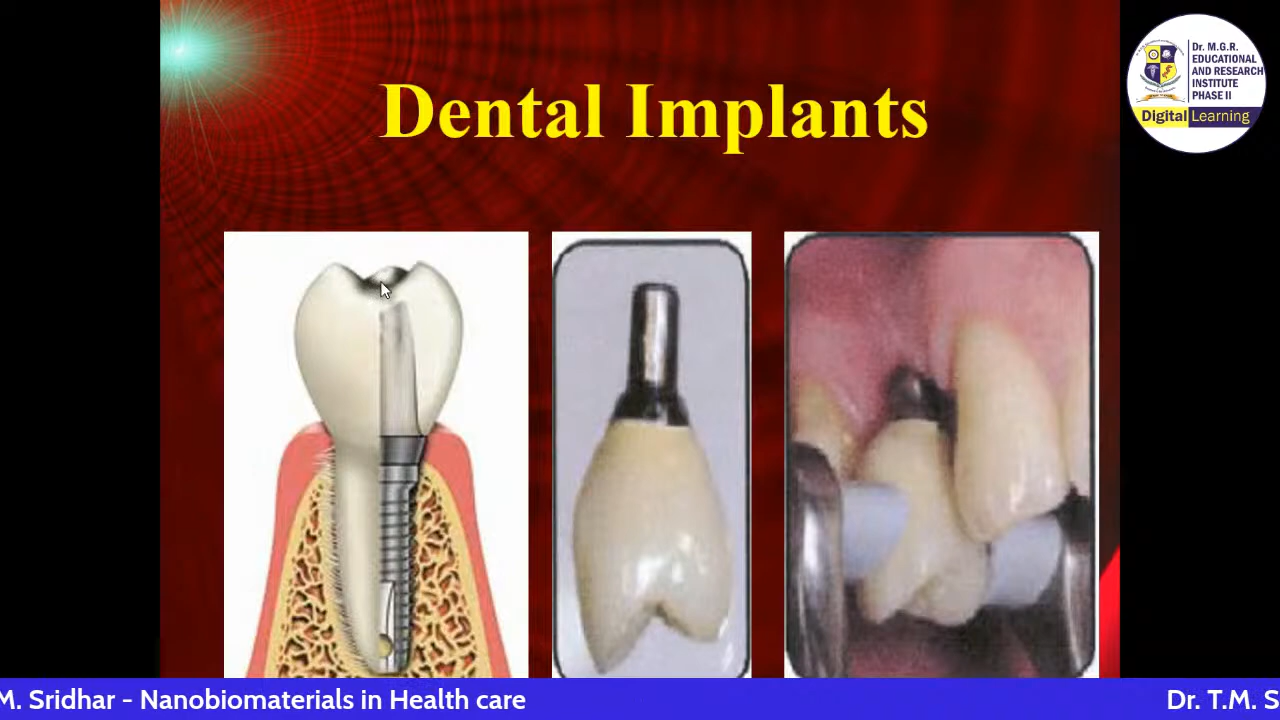 Dental Implants
Dr. M.G.R.
EDUCATIONAL
AND RESEARCH
INSTITUTE
PHASE II
Digital Learning
M. Sridhar - Nanobiomaterials in Health care
Dr. T.M. S